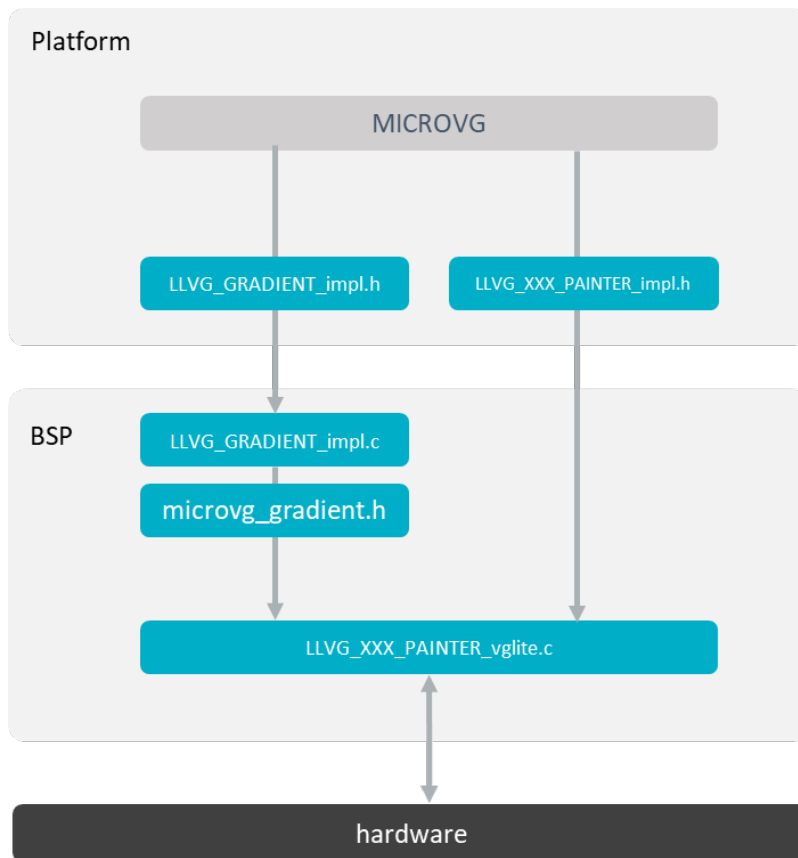 Platform
MICROVG
LLVG_GRADIENT_impl.h
LLVG_XXX_PAINTER_impl.h
BSP
LLVG_GRADIENT_impl.c
microvg_gradient.h
LLVG_XXX_PAINTER_vglite.c
hardware